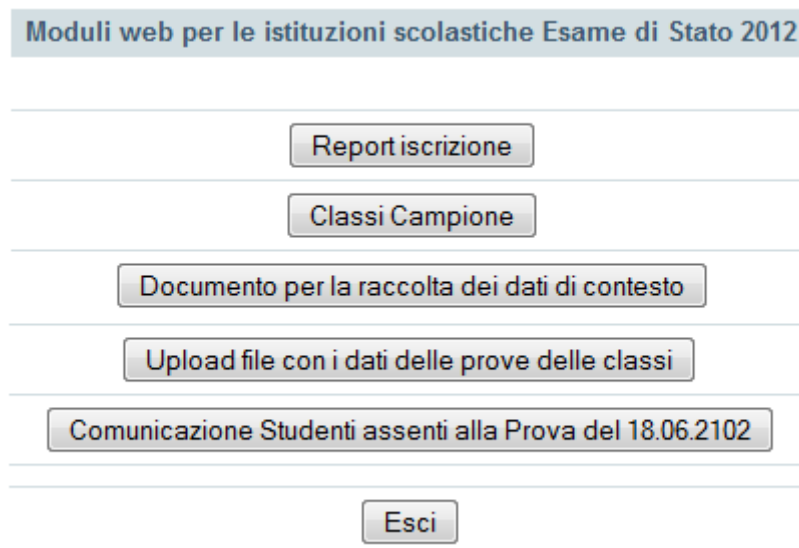 Moduli web per le istituzioni scolastiche Esame di Stato 2012
Report iscrizione
Classi Campione
Documento per la raccolta dei dati di contesto
Upload file con i dati delle prove delle classi
Comunicazione Studenti assenti alla Prova del 18.06.2102
Esci